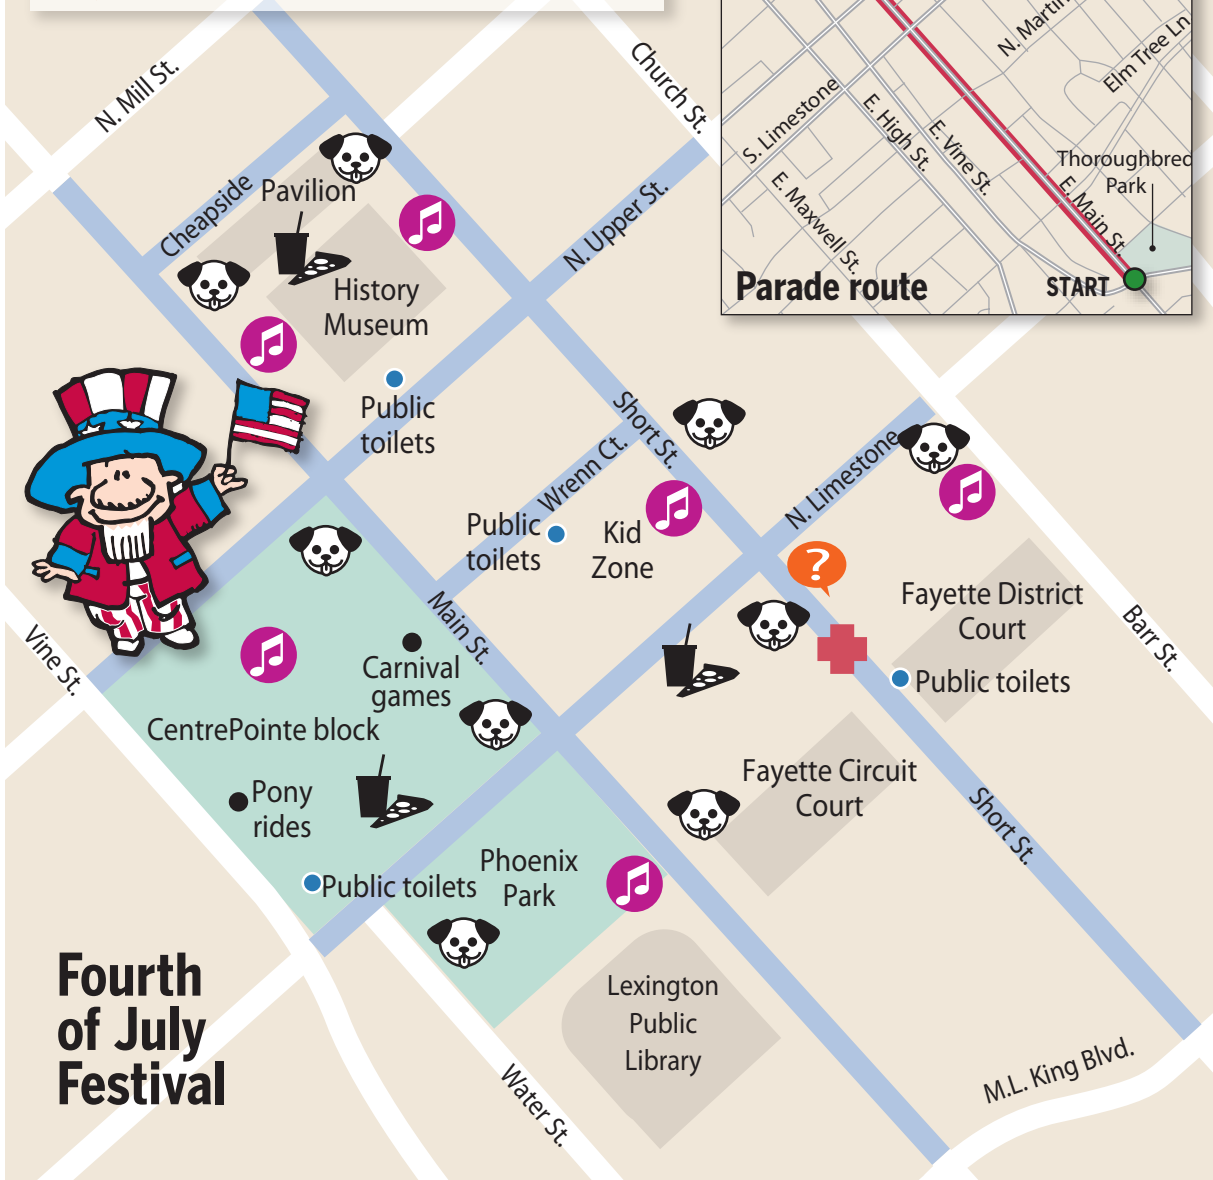 N. Mill St.
Church St.
Cheapside
Pavilion
N. Upper St.
History
Museum
Public
toilets
Short St.
Wrenn Ct.
Public
toilets
Kid
Zone
N. Limestone
?
Fayette District
Court
Barr St.
Public toilets
Main St.
Vine St.
Carnival
games
CentrePointe block
Pony
rides
Public toilets
Phoenix
Park
Fayette Circuit
Court
Short St.
Lexington
Public
Library
Water St.
M.L. King Blvd.
Fourth
of July
Festival
N. Martin
Elm Tree Ln
S. Limestone
E. High St.
E. Vine St.
E. Maxwell St.
E. Main St.
Thoroughbred
Park
START
Parade route